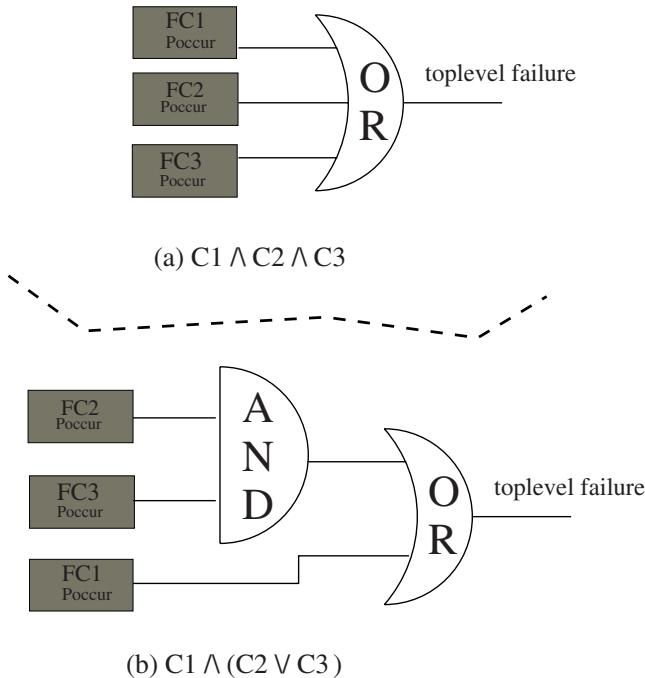 FC1
Poccur
FC2
Poccur
FC3
Poccur
O
R
toplevel failure
(a) C1 /\ C2 /\ C3
FC2
Poccur
FC3
Poccur
FC1
Poccur
A
N
D
O
R
toplevel failure
(b) C1 /\ (C2 \/ C3 )